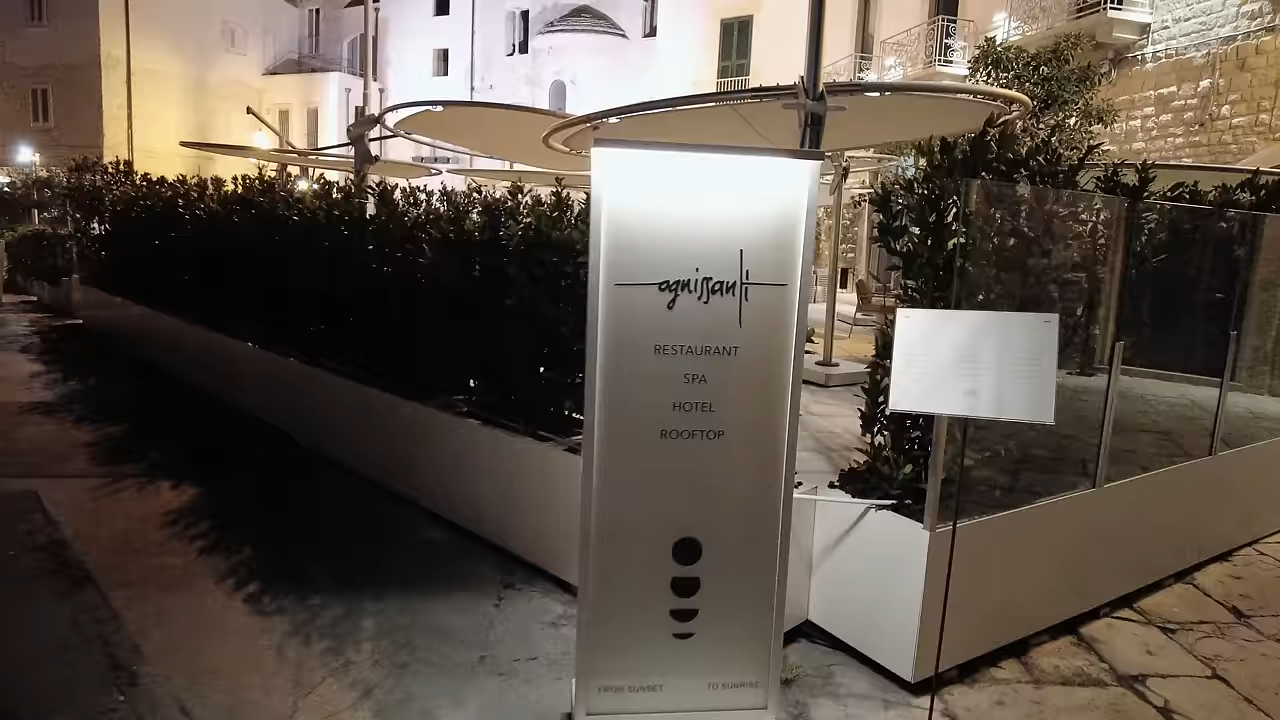 ognissanti
RESTAURANT
SPA
HOTEL
ROOFTOP
FROM SUNSET TO SUNRISE